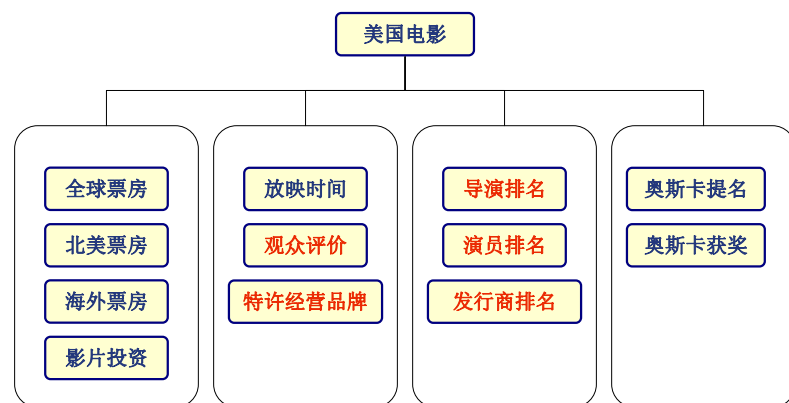 美国电影
全球票房
北美票房
海外票房
影片投资
放映时间
观众评价
特许经营品牌
导演排名
演员排名
发行商排名
奥斯卡提名
奥斯卡获奖